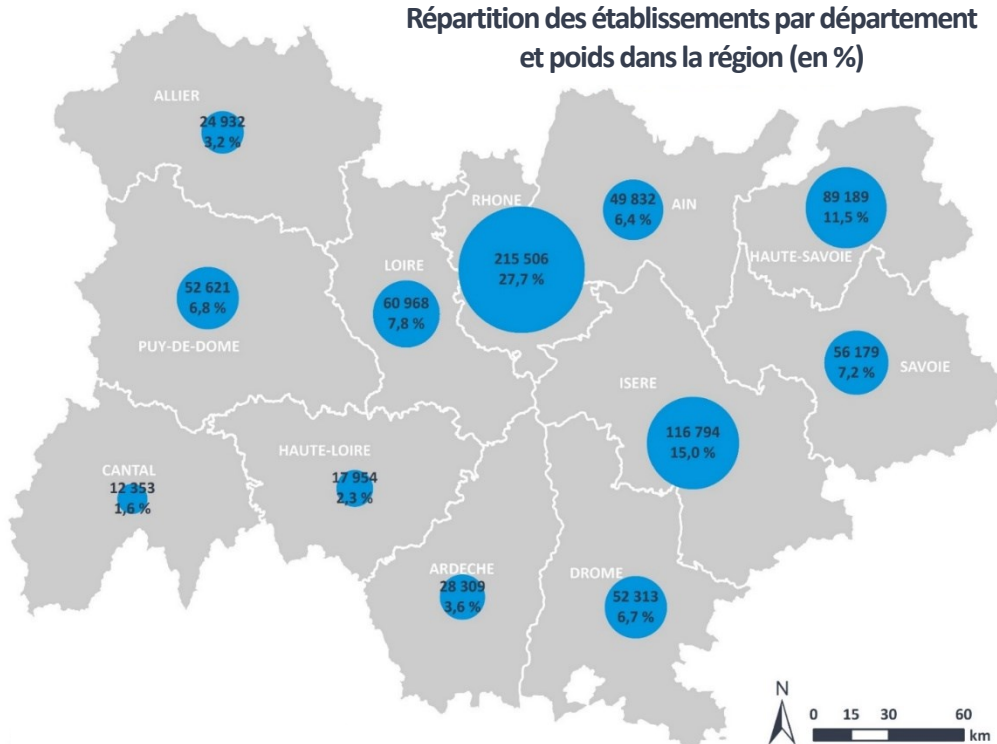 Répartition des établissements par département
et poids dans la région (en %)
ALLIER
24 932
3,2 %
RHONE
215 506
27,7 %
49 832
6,4 %
AIN
89 189
11,5 %
HAUTE-SAVOIE
LOIRE
60 968
7,8 %
52 621
6,8 %
PUY-DE-DOME
56 179
7,2 %
SAVOIE
ISERE
116 794
15,0 %
CANTAL
12 353
1,6 %
HAUTE-LOIRE
17 954
2,3 %
ARDECHE
28 309
3,6 %
DROME
52 313
6,7 %
N
0 15 30 60
km